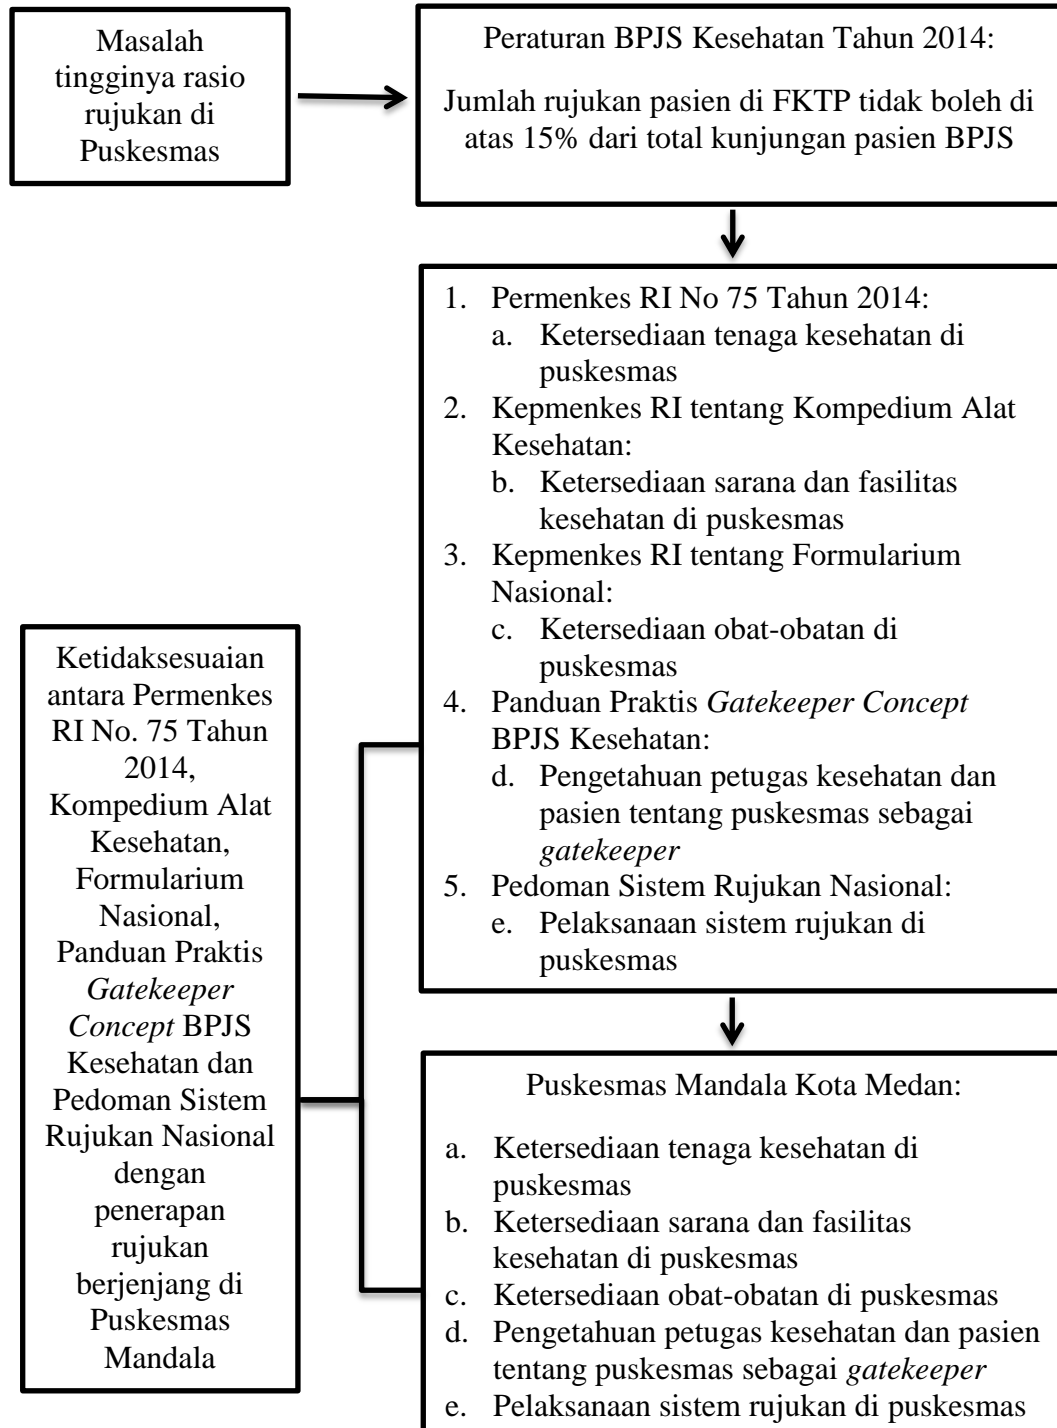 Masalah
tingginya rasio
rujukan di
Puskesmas
Peraturan BPJS Kesehatan Tahun 2014:
Jumlah rujukan pasien di FKTP tidak boleh di
atas 15% dari total kunjungan pasien BPJS
1. Permenkes RI No 75 Tahun 2014:
a. Ketersediaan tenaga kesehatan di
puskesmas
2. Kepmenkes RI tentang Kompedium Alat
Kesehatan:
b. Ketersediaan sarana dan fasilitas
kesehatan di puskesmas
3. Kepmenkes RI tentang Formularium
Nasional:
c. Ketersediaan obat-obatan di
puskesmas
4. Panduan Praktis Gatekeeper Concept
BPJS Kesehatan:
d. Pengetahuan petugas kesehatan dan
pasien tentang puskesmas sebagai
gatekeeper
5. Pedoman Sistem Rujukan Nasional:
e. Pelaksanaan sistem rujukan di
puskesmas
Ketidaksesuaian
antara Permenkes
RI No. 75 Tahun
2014,
Kompedium Alat
Kesehatan,
Formularium
Nasional,
Panduan Praktis
Gatekeeper
Concept BPJS
Kesehatan dan
Pedoman Sistem
Rujukan Nasional
dengan
penerapan
rujukan
berjenjang di
Puskesmas
Mandala
Puskesmas Mandala Kota Medan:
a. Ketersediaan tenaga kesehatan di
puskesmas
b. Ketersediaan sarana dan fasilitas
kesehatan di puskesmas
c. Ketersediaan obat-obatan di puskesmas
d. Pengetahuan petugas kesehatan dan pasien
tentang puskesmas sebagai gatekeeper
e. Pelaksanaan sistem rujukan di puskesmas